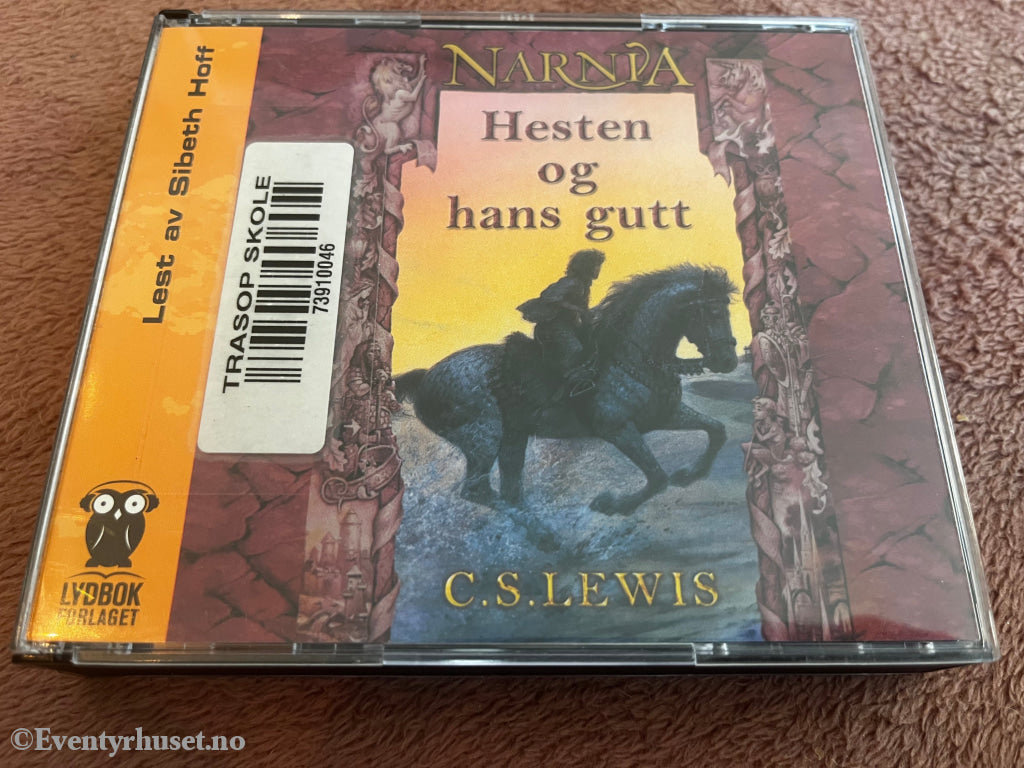 NARNIA
Hesten
og
hans gutt
C.S.LEWIS
Lest av Sibeth Hoff
TRASOP SKOLE
73910046
LYDBOK
FORLAGET
©Eventyrhuset.no